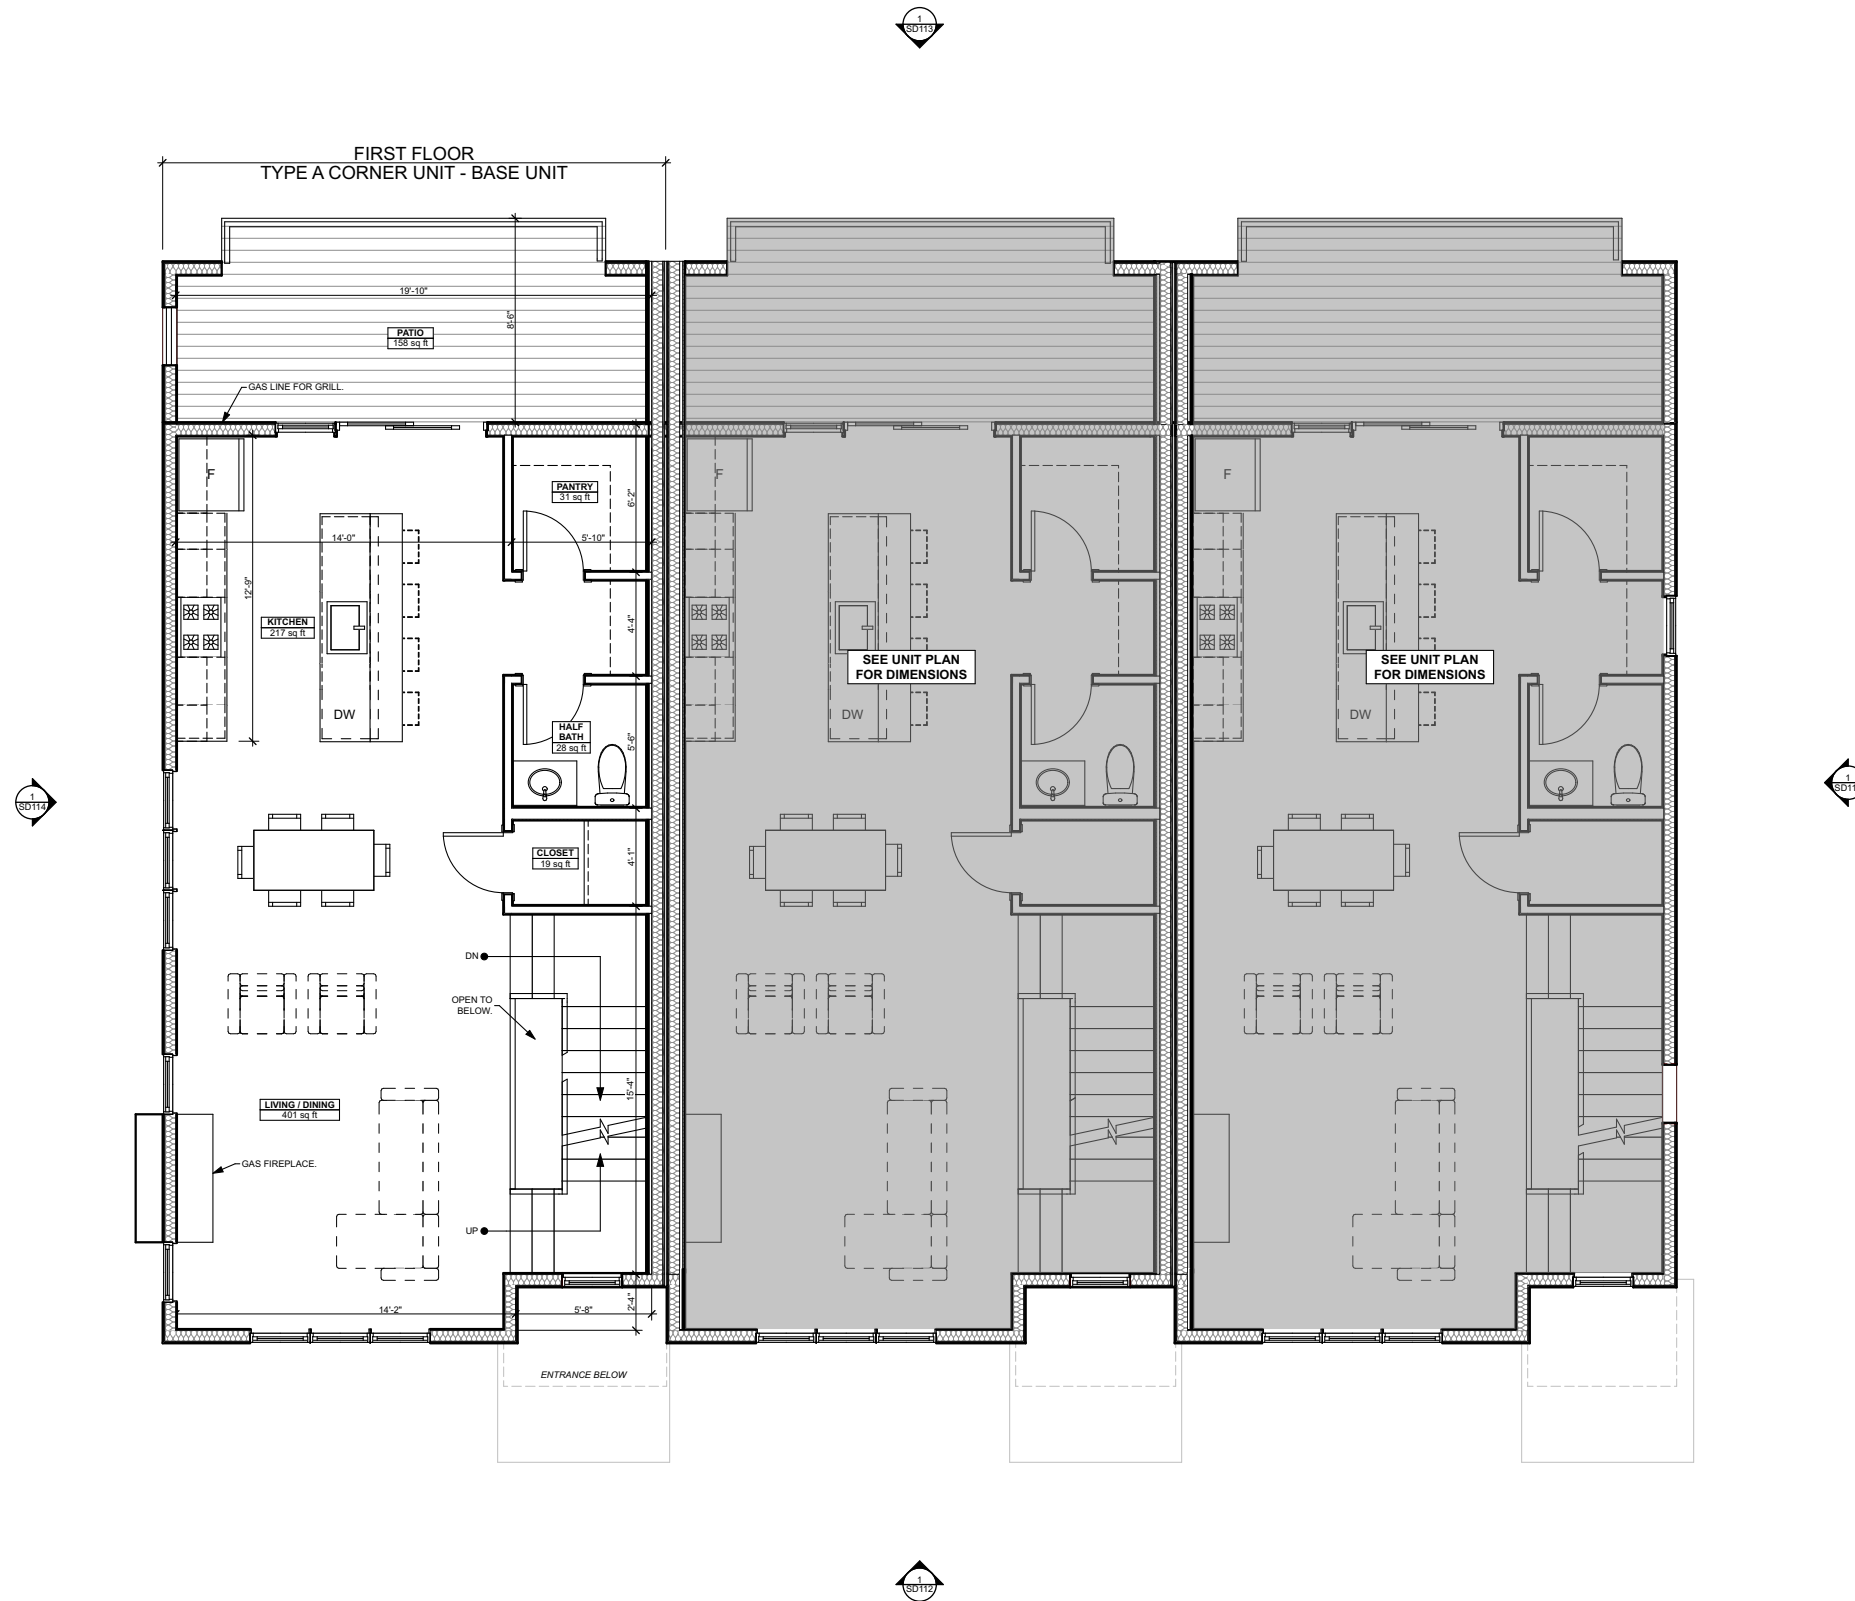 1
SD113
FIRST FLOOR
TYPE A CORNER UNIT - BASE UNIT
19'-10"
8'-6"
PATIO
158 sq ft
GAS LINE FOR GRILL.
F
F
F
PANTRY
31 sq ft
6'-2"
14'-0"
5'-10"
12'-9"
KITCHEN
217 sq ft
4'-4"
SEE UNIT PLAN
FOR DIMENSIONS
SEE UNIT PLAN
FOR DIMENSIONS
DW
DW
DW
HALF
BATH
28 sq ft
5'-6"
1
SD114
1
CLOSET
19 sq ft
4'-1"
DN
OPEN TO
BELOW.
15'-4"
LIVING / DINING
401 sq ft
GAS FIREPLACE.
UP
14'-2"
5'-8"
2'-4"
ENTRANCE BELOW
1
SD112